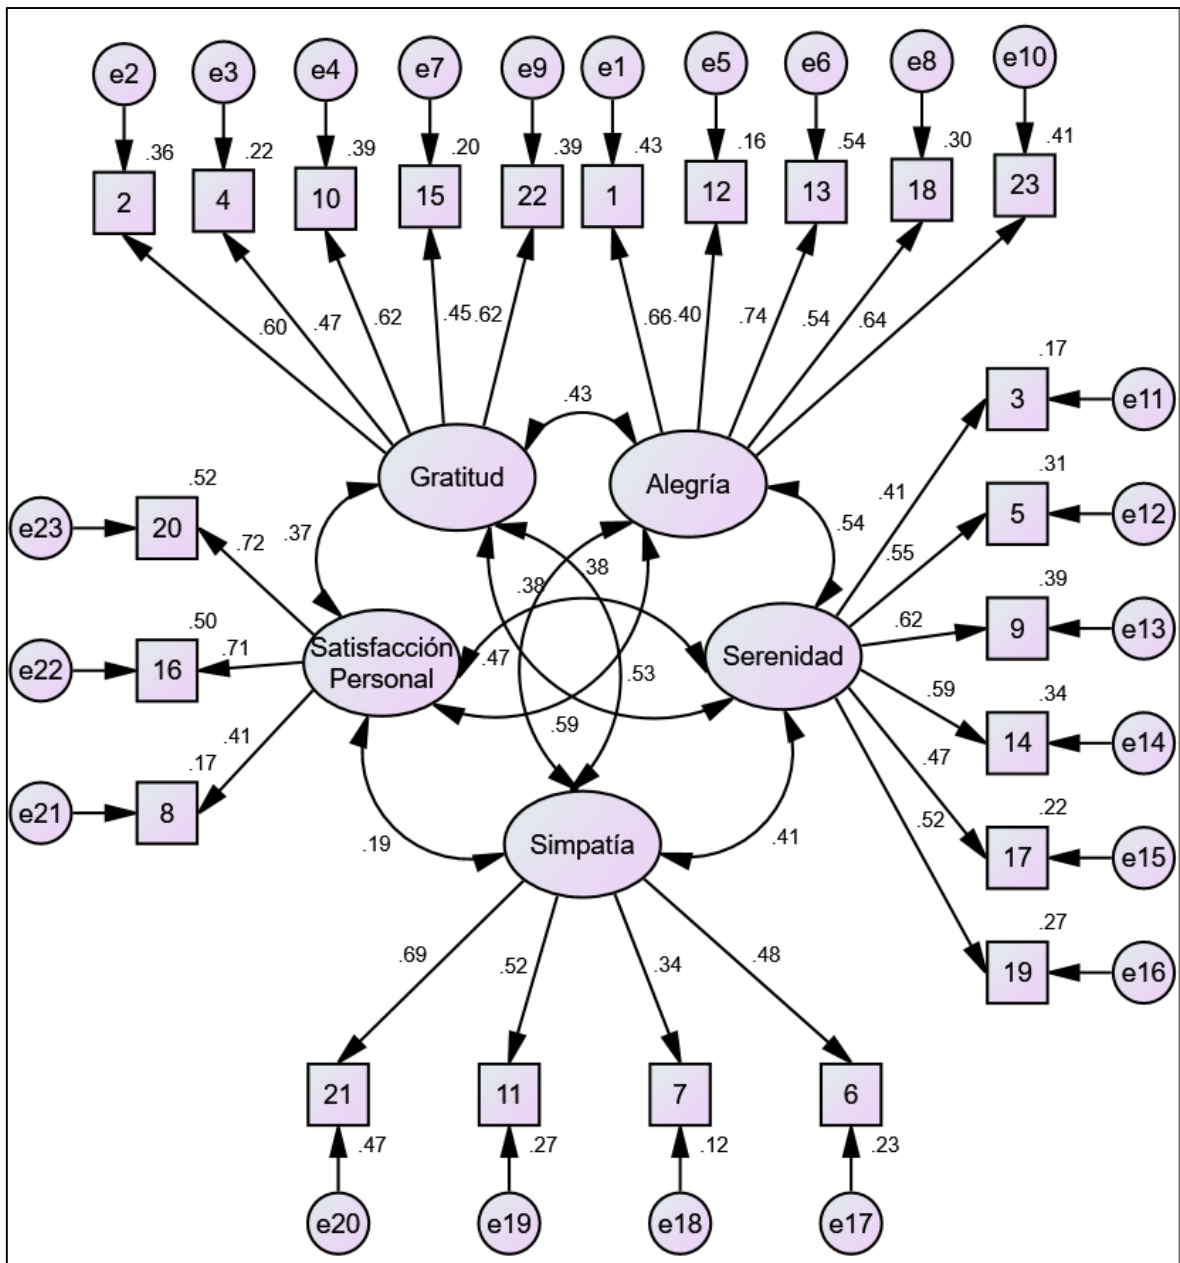 e2 e3 e4 e7 e9 e1 e5 e6 e8 e10
.36 .22 .39 .20 .39 .43 .16 .54 .30 .41
2 4 10 15 22 1 12 13 18 23
.60 .47 .62 .45 .62 .66 .40 .74 .54 .64
.43
Gratitud
Alegría
.17
3
e11
.41
.31
5
e12
.55
.39
9
e13
.62
.34
14
e14
.59
.22
17
e15
.47
.27
19
e16
.52
.54
Serenidad
.37
.38
.38
.47
.53
.59
.52
e23
20
.72
.50
e22
16
.71
.17
e21
8
.41
Satisfacción
Personal
.19
.41
Simpatía
.69 .52 .34 .48
21 11 7 6
.47 .27 .12 .23
e20 e19 e18 e17